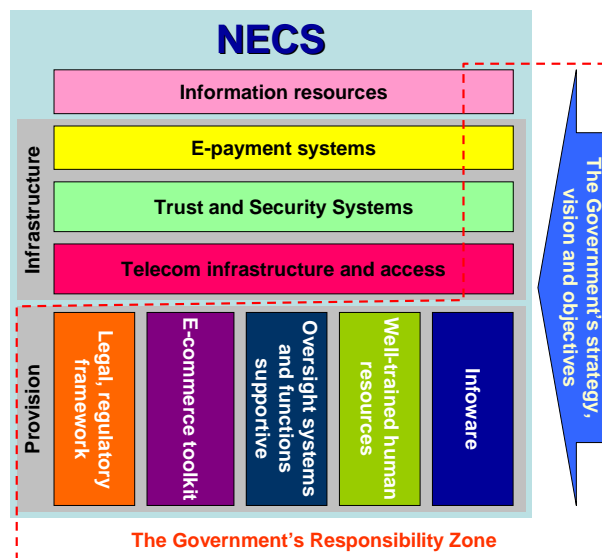 NECS
Information resources
Infrastructure
E-payment systems
Trust and Security Systems
Telecom infrastructure and access
Provision
Legal, regulatory
framework
E-commerce toolkit
Oversight systems
and functions
supportive
Well-trained human
resources
Infoware
The Government's strategy,
vision and objectives
The Government's Responsibility Zone